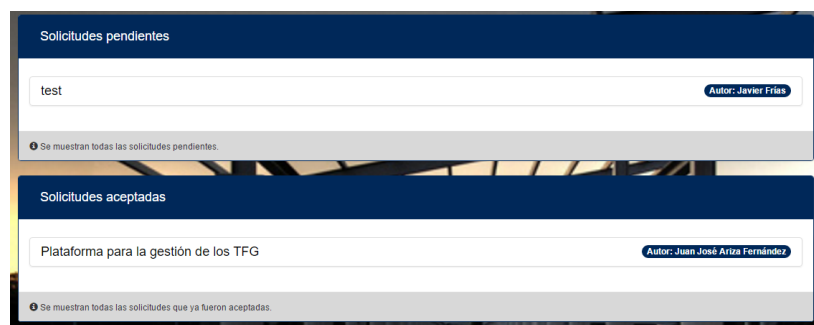 Solicitudes pendientes
test
Autor: Javier Frías
Se muestran todas las solicitudes pendientes.
Solicitudes aceptadas
Plataforma para la gestión de los TFG
Autor: Juan José Ariza Fernández
Se muestran todas las solicitudes que ya fueron aceptadas.